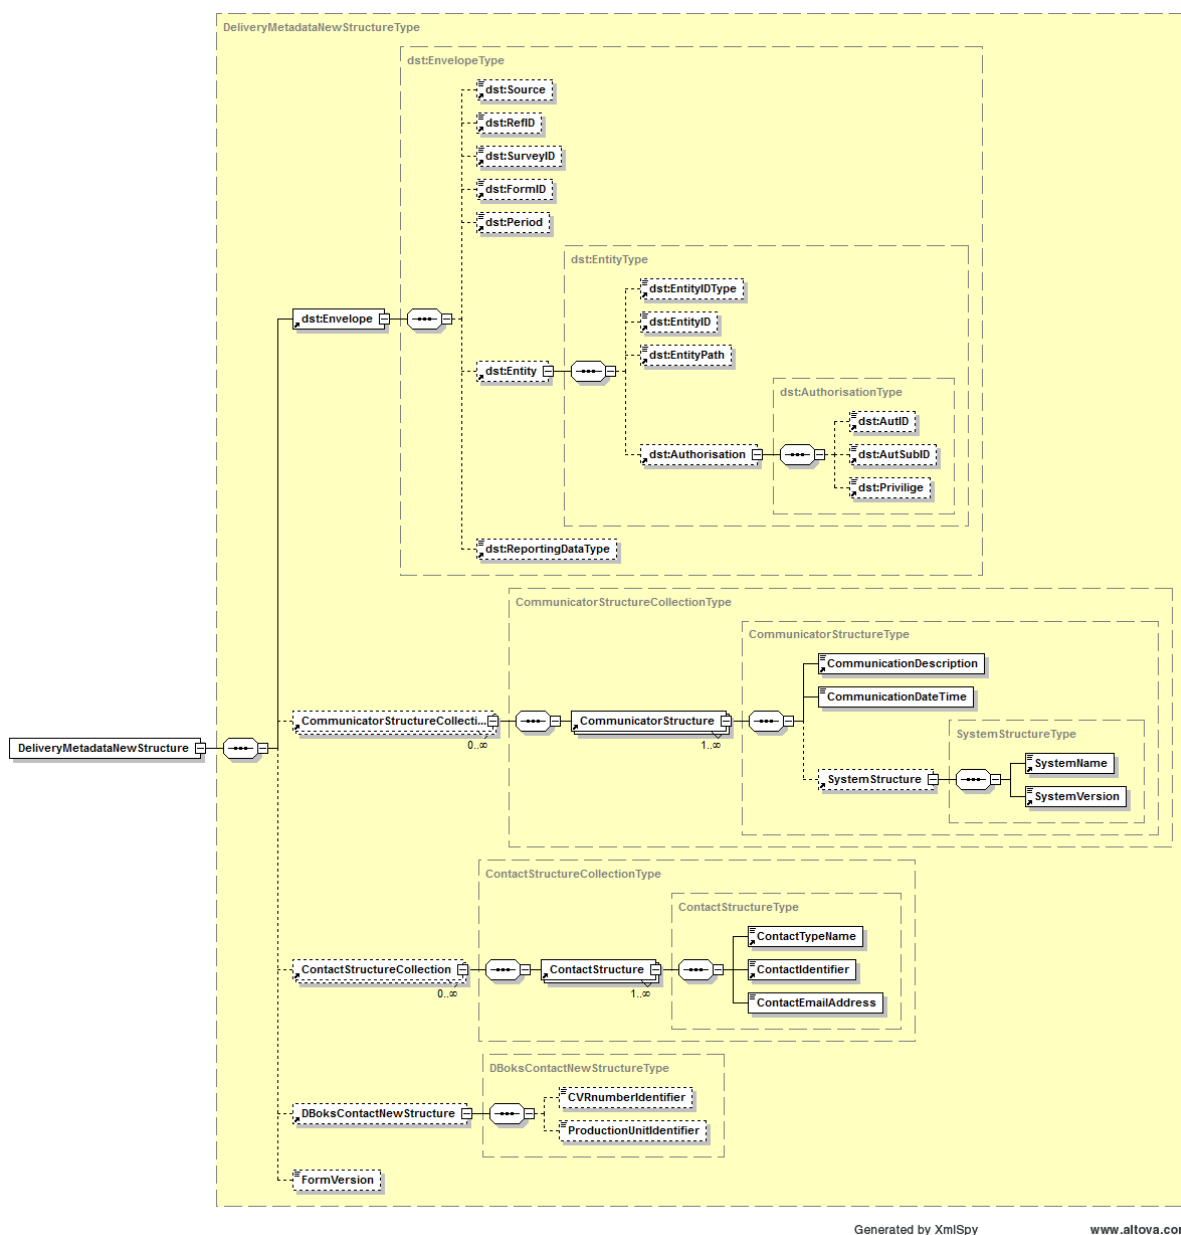 DeliveryMetadataNewStructureType
dst:EnvelopeType
dst:Source
dst:RefID
dst:SurveyID
dst:FormID
dst:Period
dst:EntityType
dst:EntityIDType
dst:Envelope
dst:EntityID
dst:EntityPath
dst:Entity
dst:AuthorisationType
dst:AutID
dst:Authorisation
dst:AutSubID
dst:Privilige
dst:ReportingDataType
CommunicatorStructureCollectionType
CommunicatorStructureType
CommunicationDescription
CommunicationDateTime
CommunicatorStructureCollecti...
0..∞
CommunicatorStructure
1..∞
SystemStructureType
DeliveryMetadataNewStructure
SystemName
SystemStructure
SystemVersion
ContactStructureCollectionType
ContactStructureType
ContactTypeName
ContactStructureCollection
0..∞
ContactStructure
1..∞
ContactIdentifier
ContactEmailAddress
DBoksContactNewStructureType
CVRnumberIdentifier
DBoksContactNewStructure
ProductionUnitIdentifier
FormVersion
Generated by XmlSpy www.altova.com